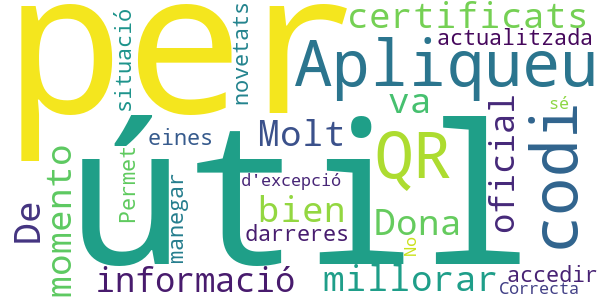 per
certificats
situació
novetats
actualitzada
Apliqueu
va
sé
codi
Molt
QR
oficial
eines
útil
De
momento
Permet
manegar
d'excepció
bien
darreres
Dona
No
informació
millorar
accedir
Correcta